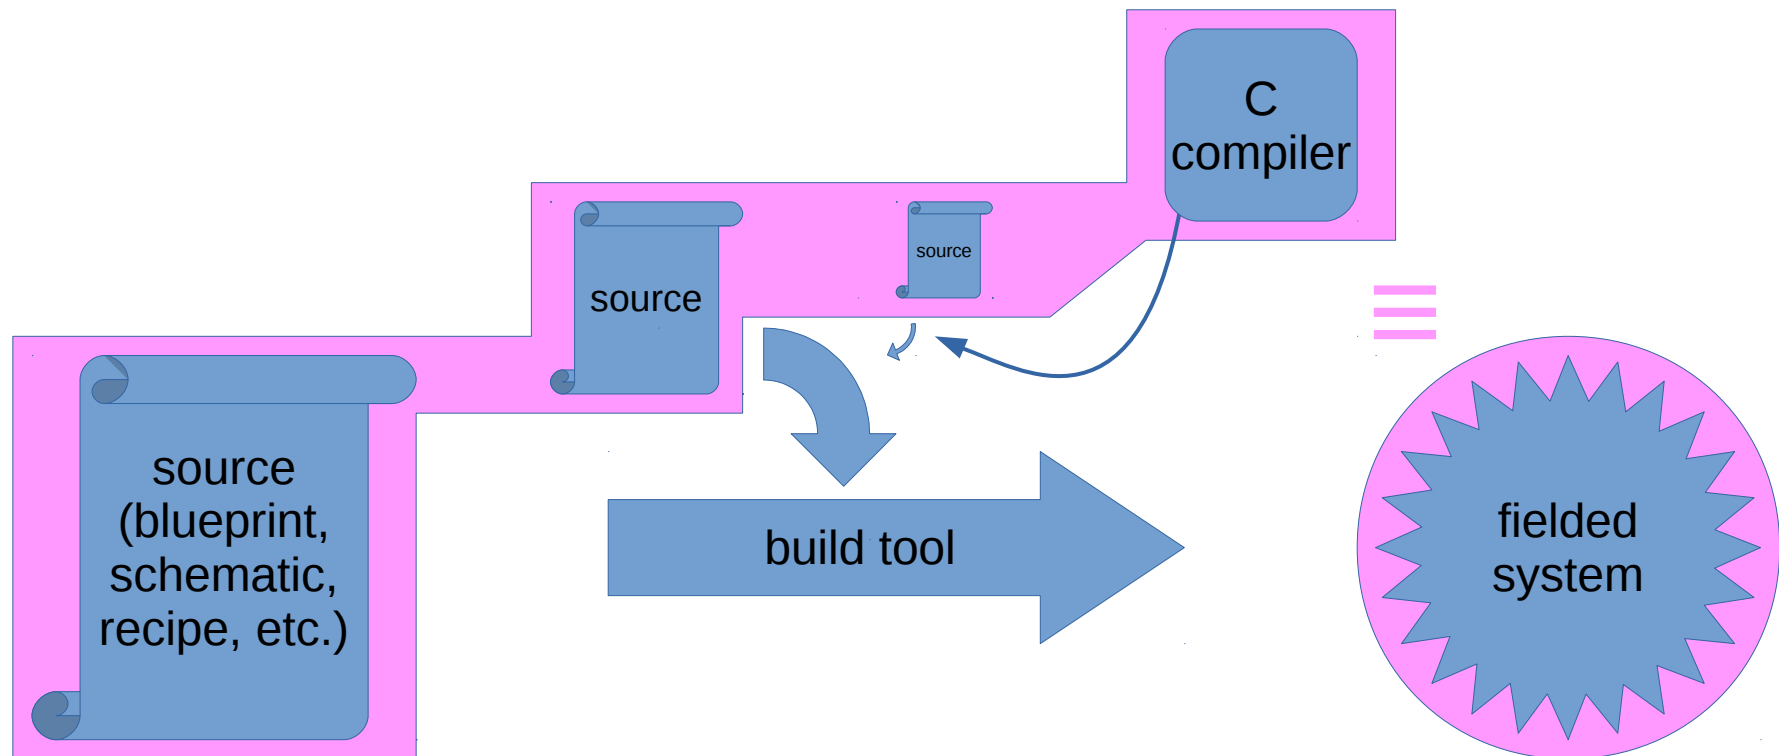 C
compiler
source
source
source
(blueprint,
schematic,
recipe, etc.)
build tool
fielded
system